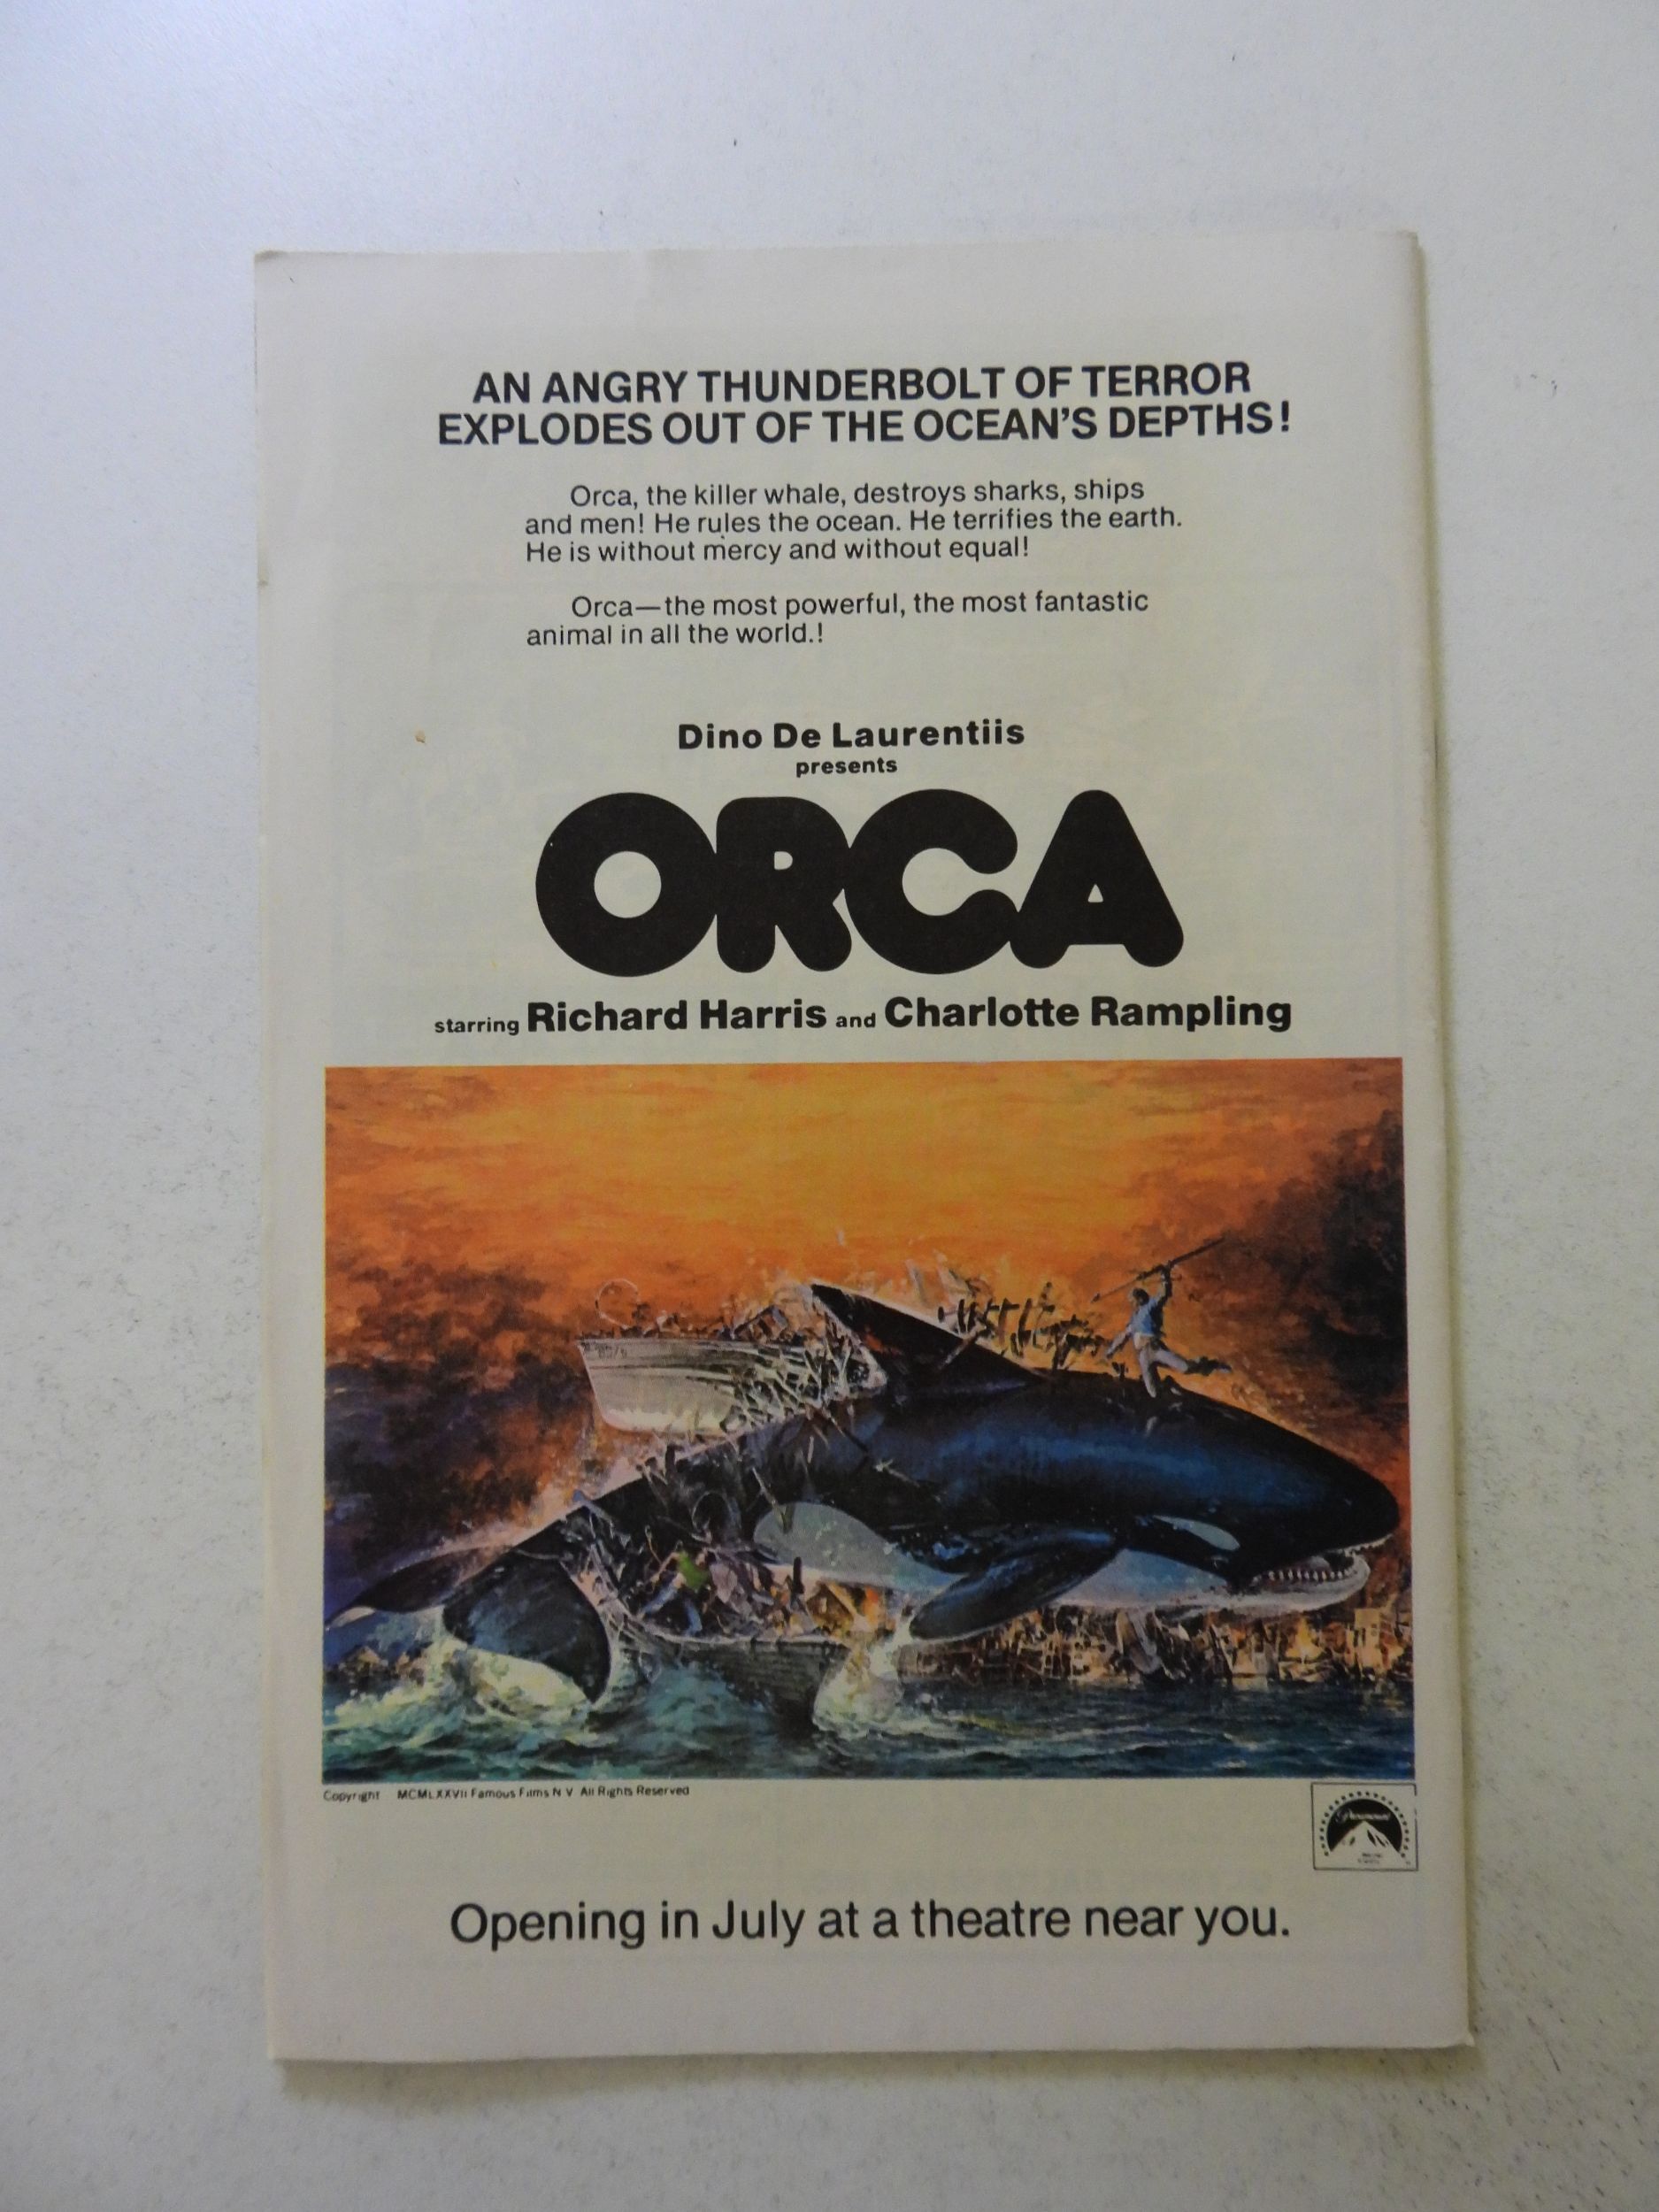 AN ANGRY THUNDERBOLT OF TERROR
EXPLODES OUT OF THE OCEAN'S DEPTHS!
Orca, the killer whale, destroys sharks, ships
and men! He rules the ocean. He terrifies the earth.
He is without mercy and without equal!
Orca—the most powerful, the most fantastic
animal in all the world.!
Dino De Laurentiis
presents
ORCA
starring Richard Harris and Charlotte Rampling
Copyright MCMLXXVII Famous Films N V All Rights Reserved
Paramount
Opening in July at a theatre near you.